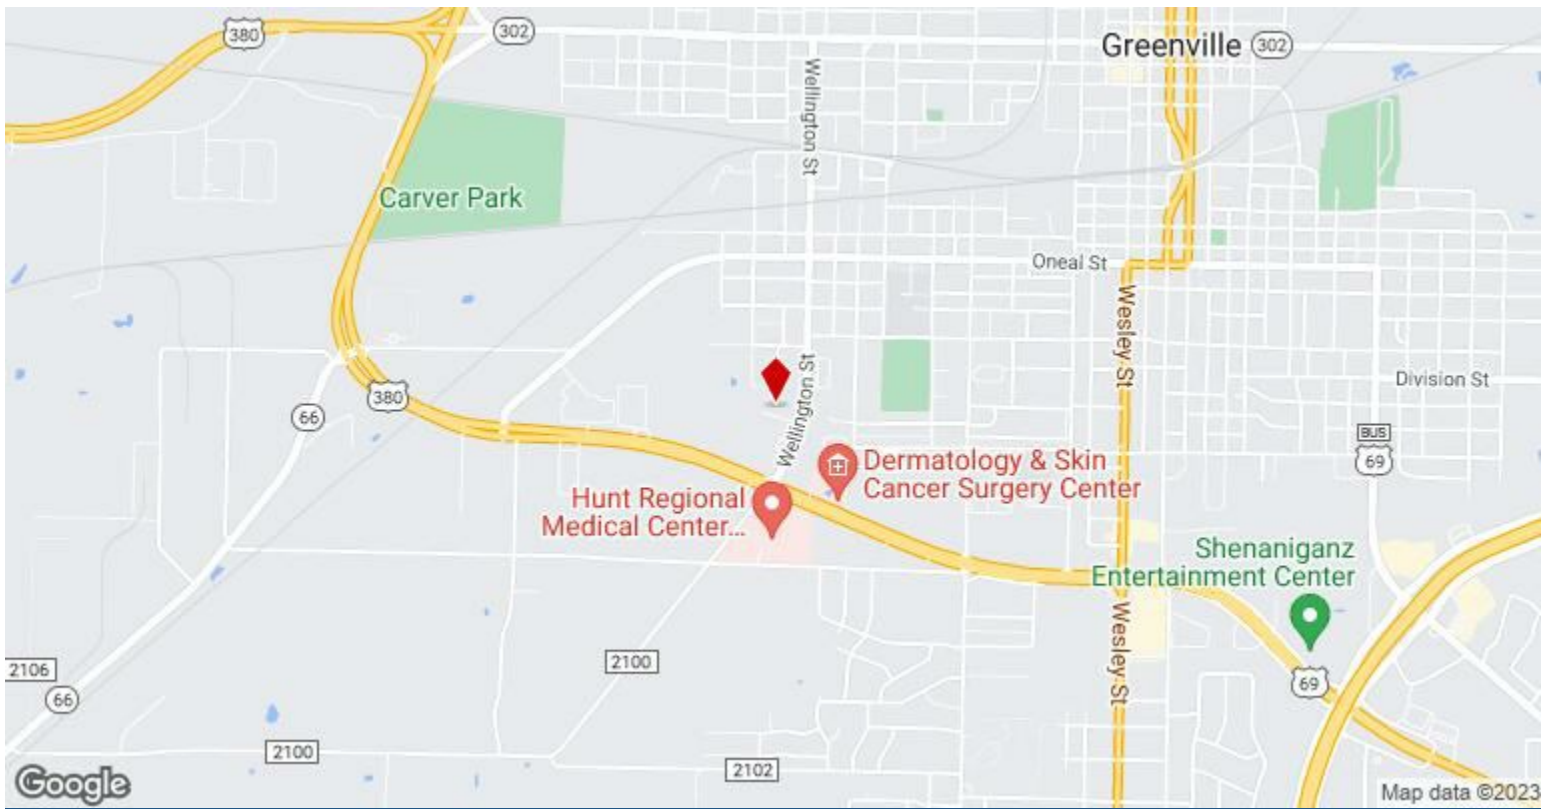 380
302
Greenville 302
Wellington St
Carver Park
Oneal St
Wesley St
Wellington St
Division St
380
66
BUS
69
Dermatology & Skin
Cancer Surgery Center
Hunt Regional
Medical Center...
Shenaniganz
Entertainment Center
Wesley St
2100
2106
66
69
2100
2102
Google
Map data ©2023